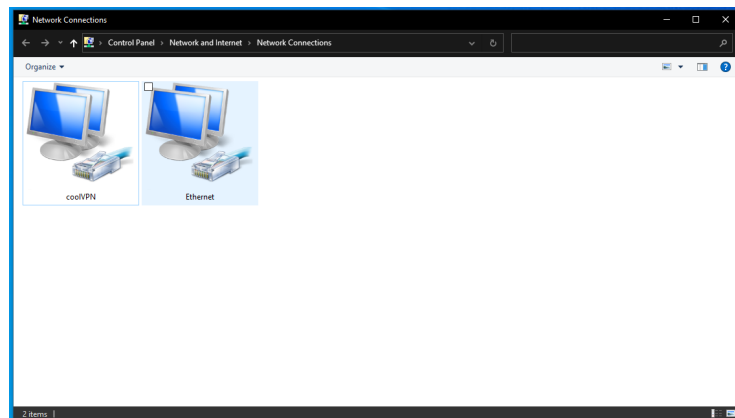 Network Connections
Control Panel > Network and Internet > Network Connections
Organize
coolVPN
Ethernet
2 items